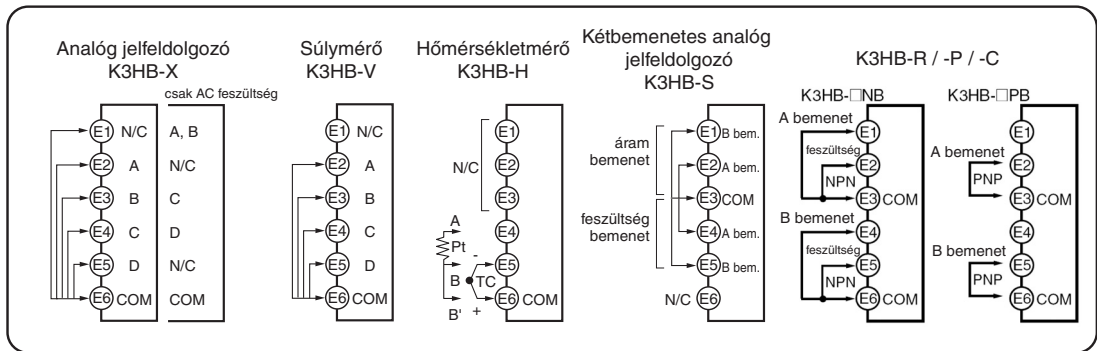 Analóg jelfeldolgozó
K3HB-X
csak AC feszültség
E1 N/C A, B
E2 A N/C
E3 B C
E4 C D
E5 D N/C
E6 COM COM
Súlymérő
K3HB-V
E1 N/C
E2 A
E3 B
E4 C
E5 D
E6 COM
Hőmérsékletmérő
K3HB-H
E1
N/C E2
E3
A
Pt E4
- E5
B TC
E6 COM
B' +
Kétbemenetes analóg
jelfeldolgozó
K3HB-S
E1 B bem.
áram
bemenet
E2 A bem.
E3 COM
feszültség
bemenet
E4 A bem.
E5 B bem.
N/C E6
K3HB-R / -P / -C
K3HB-□NB
A bemenet
E1
feszültség
E2
NPN
E3 COM
B bemenet
E4
feszültség
E5
NPN
E6 COM
K3HB-□PB
E1
A bemenet
E2
PNP
E3 COM
E4
B bemenet
E5
PNP
E6 COM